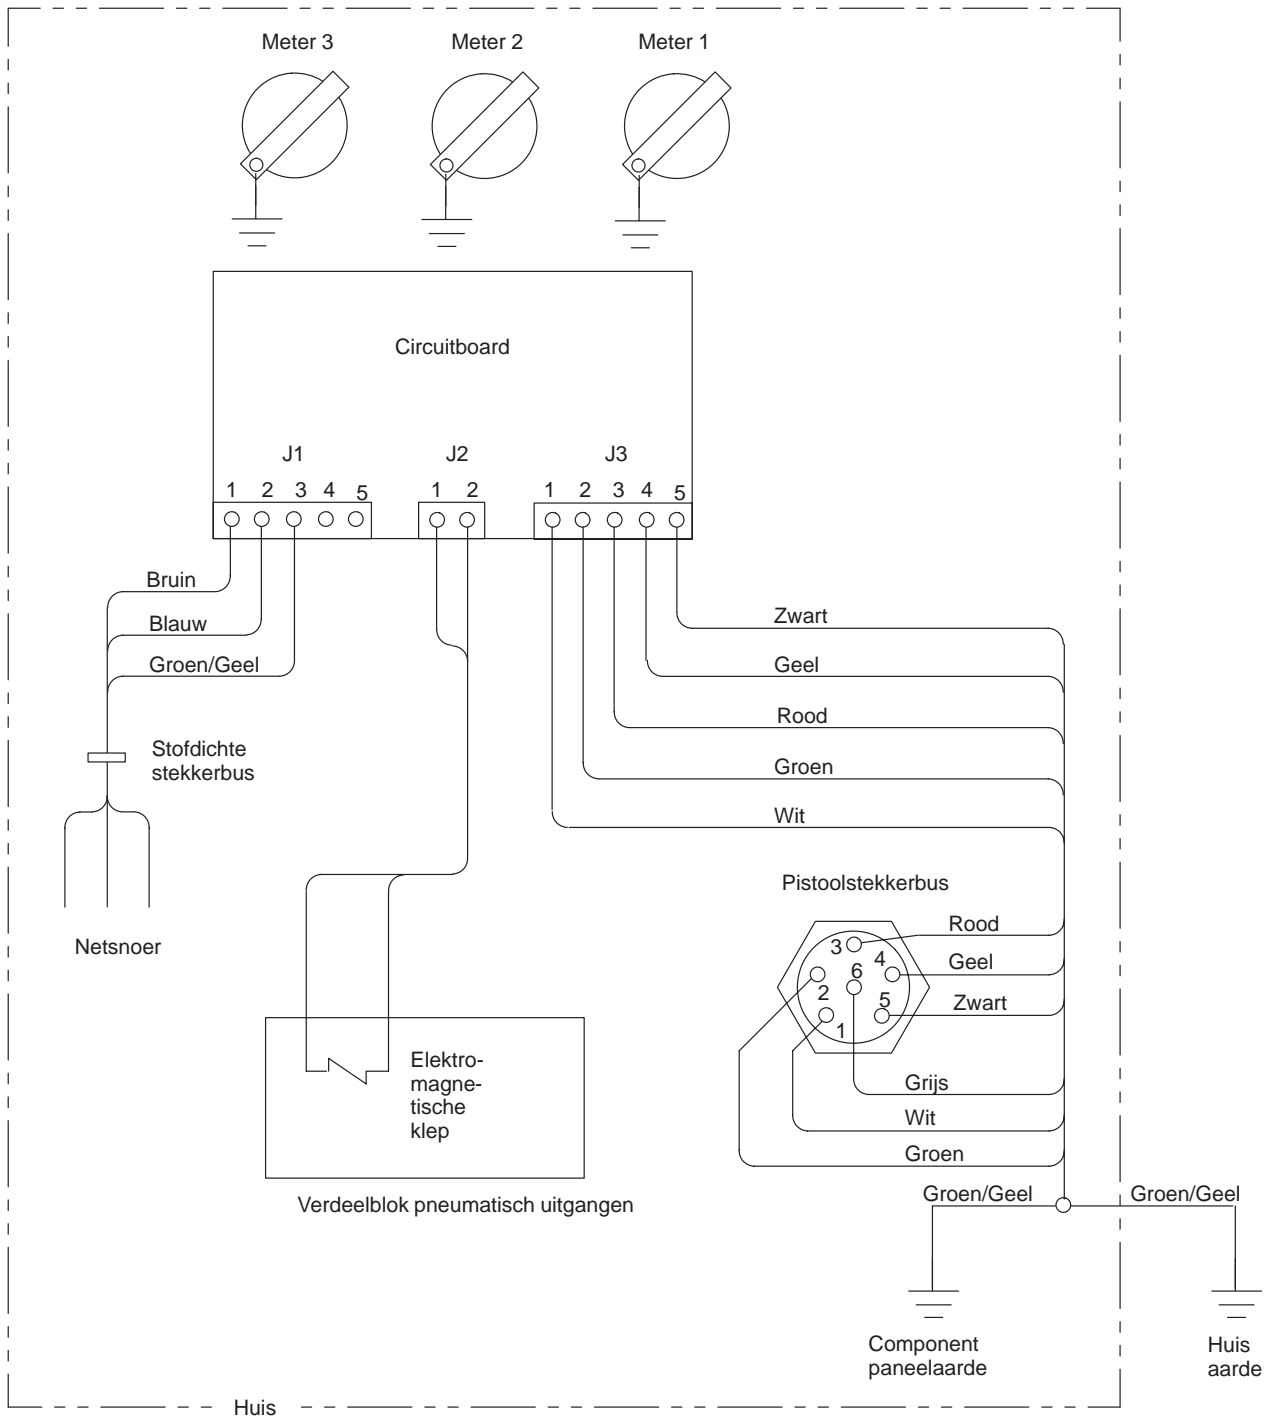 Meter 3 Meter 2 Meter 1
Circuitboard
J1 J2 J3
1 2 3 4 5 1 2 1 2 3 4 5
Bruin
Blauw
Groen/Geel
Zwart
Geel
Rood
Groen
Wit
Stofdichte
stekkerbus
Netsnoer
Pistoolstekkerbus
Rood
Geel
Zwart
3
4
6
2
5
1
Grijs
Wit
Groen
Elektro-
magne-
tische
klep
Verdeelblok pneumatisch uitgangen
Groen/Geel Groen/Geel
Component
paneelaarde
Huis
aarde
Huis